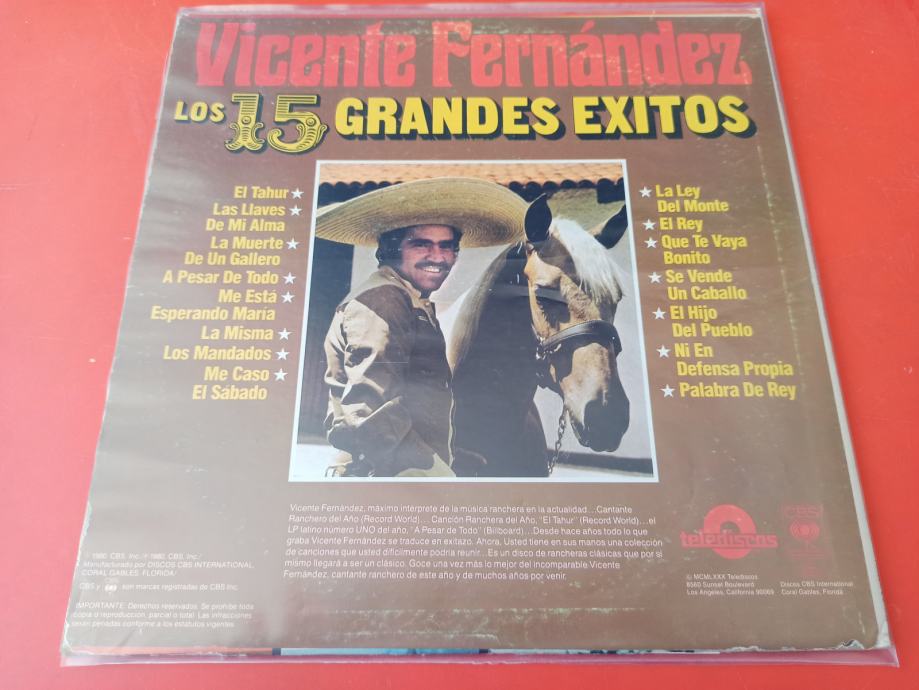 Vicente Fernández
LOS 15 GRANDES EXITOS
El Tahur ★
Las Llaves ★
De Mi Alma
La Muerte ★
De Un Gallero
A Pesar De Todo ★
Me Está ★
Esperando María
La Misma ★
Los Mandados ★
Me Caso ★
El Sábado
★ La Ley
Del Monte
★ El Rey
★ Que Te Vaya
Bonito
★ Se Vende
Un Caballo
★ El Hijo
Del Pueblo
★ Ni En
Defensa Propia
★ Palabra De Rey
Vicente Fernández, máximo intérprete de la música ranchera en la actualidad...Cantante
Ranchero del Año (Record World)... Canción Ranchera del Año, "El Tahur" (Record World)...el
LP latino número UNO del año, "A Pesar de Todo" (Billboard)...Desde hace años todo lo que
graba Vicente Fernández se traduce en exitazo. Ahora, Usted tiene en sus manos una colección
de canciones que usted difícilmente podría reunir...Es un disco de rancheras clásicas que por sí
mismo llegará a ser un clásico. Goce una vez más lo mejor del incomparable Vicente
Fernández, cantante ranchero de este año y de muchos años por venir.
© 1980, CBS, Inc./℗ 1980, CBS, Inc./
Manufacturado por DISCOS CBS INTERNATIONAL,
CORAL GABLES, FLORIDA/
CBS y son marcas registradas de CBS Inc.
IMPORTANTE: Derechos reservados. Se prohibe toda
copia o reproducción, parcial o total. Las infracciones
serán penadas conforme a los estatutos vigentes.
telediscos
CBS
© MCMLXXX Telediscos
8560 Sunset Boulevard
Los Angeles, California 90069
Discos CBS International
Coral Gables, Florida